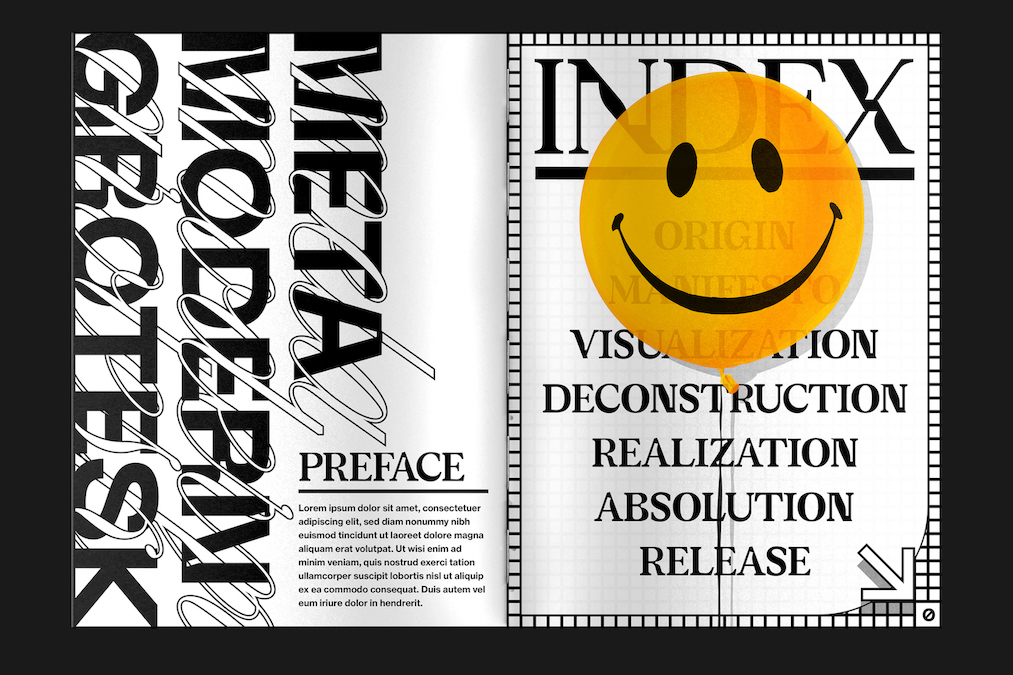 META
MODERN
GROTESK
PREFACE
Lorem ipsum dolor sit amet, consectetuer
adipiscing elit, sed diam nonummy nibh
euismod tincidunt ut laoreet dolore magna
aliquam erat volutpat. Ut wisi enim ad
minim veniam, quis nostrud exerci tation
ullamcorper suscipit lobortis nisl ut aliquip
ex ea commodo consequat. Duis autem vel
eum iriure dolor in hendrerit.
INDEX
ORIGIN
MANIFESTO
VISUALIZATION
DECONSTRUCTION
REALIZATION
ABSOLUTION
RELEASE
0